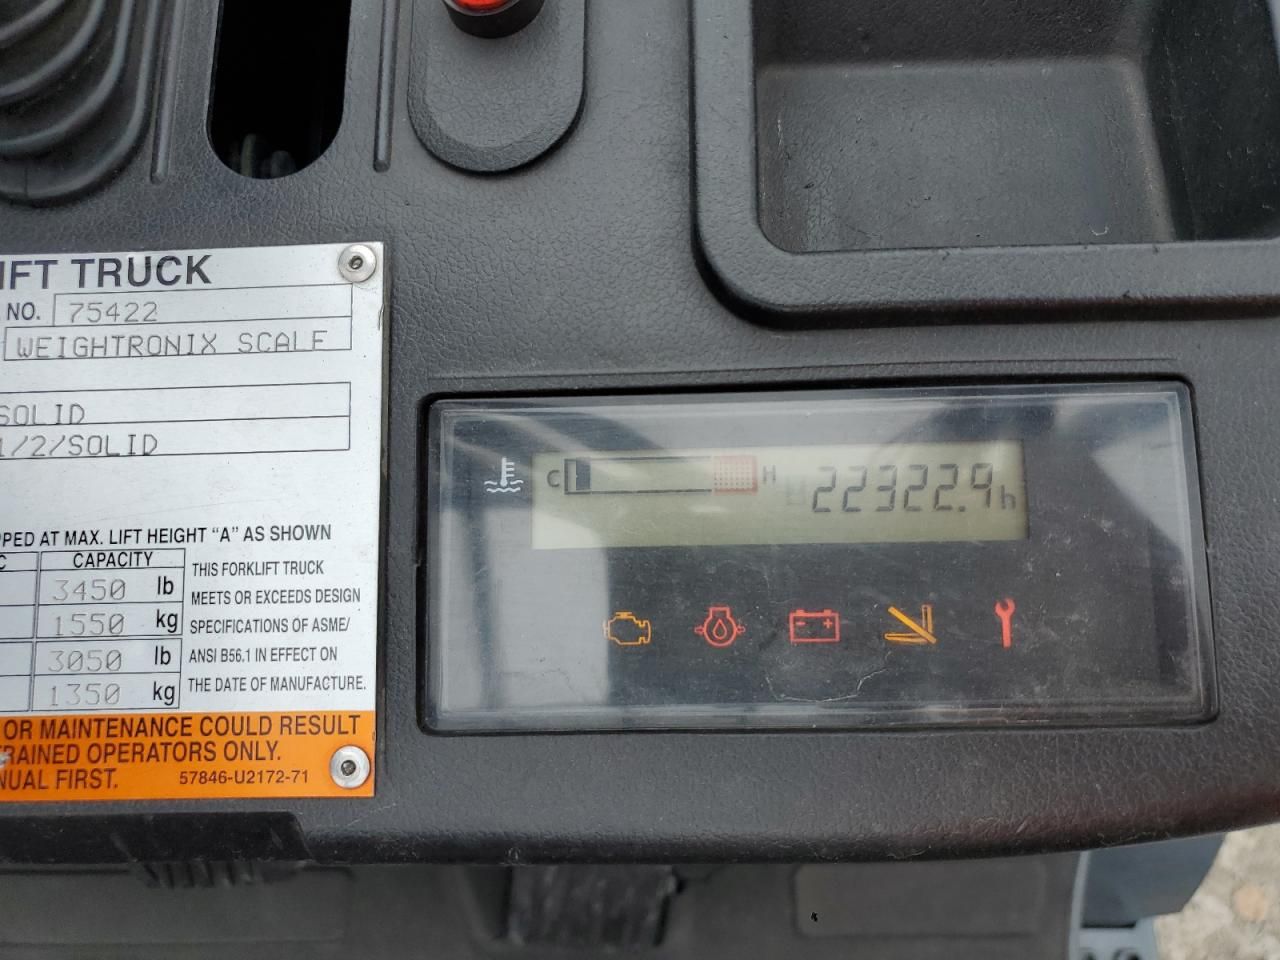 IFT TRUCK
NO. 75422
WEIGHTRONIX SCALE
SOLID
1/2/SOLID
PPED AT MAX. LIFT HEIGHT "A" AS SHOWN
C CAPACITY
3450 lb
1550 kg
3050 lb
1350 kg
THIS FORKLIFT TRUCK
MEETS OR EXCEEDS DESIGN
SPECIFICATIONS OF ASME/
ANSI B56.1 IN EFFECT ON
THE DATE OF MANUFACTURE.
OR MAINTENANCE COULD RESULT
RAINED OPERATORS ONLY.
NUAL FIRST. 57846-U2172-71
C H 22322.9h